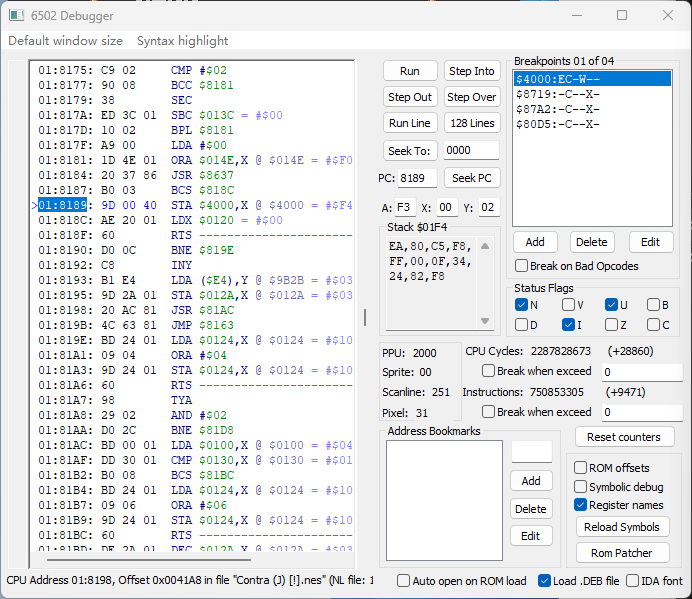 6502 Debugger
Default window size Syntax highlight
01:8175: C9 02 CMP #$02
01:8177: 90 08 BCC $8181
01:8179: 38 SEC
01:817A: ED 3C 01 SBC $013C = #$00
01:817D: 10 02 BPL $8181
01:817F: A9 00 LDA #$00
01:8181: 1D 4E 01 ORA $014E,X @ $014E = #$F0
01:8184: 20 37 86 JSR $8637
01:8187: B0 03 BCS $818C
>01:8189: 9D 00 40 STA $4000,X @ $4000 = #$F4
01:818C: AE 20 01 LDX $0120 = #$00
01:818F: 60 RTS --------------------
01:8190: D0 0C BNE $819E
01:8192: C8 INY
01:8193: B1 E4 LDA ($E4),Y @ $9B2B = #$03
01:8195: 9D 2A 01 STA $012A,X @ $012A = #$03
01:8198: 20 AC 81 JSR $81AC
01:819B: 4C 63 81 JMP $8163
01:819E: BD 24 01 LDA $0124,X @ $0124 = #$10
01:81A1: 09 04 ORA #$04
01:81A3: 9D 24 01 STA $0124,X @ $0124 = #$10
01:81A6: 60 RTS --------------------
01:81A7: 98 TYA
01:81A8: 29 02 AND #$02
01:81AA: D0 2C BNE $81D8
01:81AC: BD 00 01 LDA $0100,X @ $0100 = #$04
01:81AF: DD 30 01 CMP $0130,X @ $0130 = #$01
01:81B2: B0 08 BCS $81BC
01:81B4: BD 24 01 LDA $0124,X @ $0124 = #$10
01:81B7: 09 06 ORA #$06
01:81B9: 9D 24 01 STA $0124,X @ $0124 = #$10
01:81BC: 60 RTS --------------------
01:81BD: DE 2A 01 DEC $012A,X @ $012A = #$03
Run Step Into
Step Out Step Over
Run Line 128 Lines
Seek To: 0000
PC: 8189 Seek PC
A: F3 X: 00 Y: 02
Stack $01F4
EA,80,C5,F8,
FF,00,0F,34,
24,82,F8
Breakpoints 01 of 04
$4000:EC-W--
$8719:-C--X-
$87A2:-C--X-
$80D5:-C--X-
Add Delete Edit
Break on Bad Opcodes
Status Flags
N V U B
D I Z C
PPU: 2000
Sprite: 00
Scanline: 251
Pixel: 31
CPU Cycles: 2287828673 (+28860)
Break when exceed 0
Instructions: 750853305 (+9471)
Break when exceed 0
Address Bookmarks
Add
Delete
Edit
Reset counters
ROM offsets
Symbolic debug
Register names
Reload Symbols
Rom Patcher
CPU Address 01:8198, Offset 0x0041A8 in file "Contra (J) [!].nes" (NL file: 1
Auto open on ROM load Load .DEB file IDA font